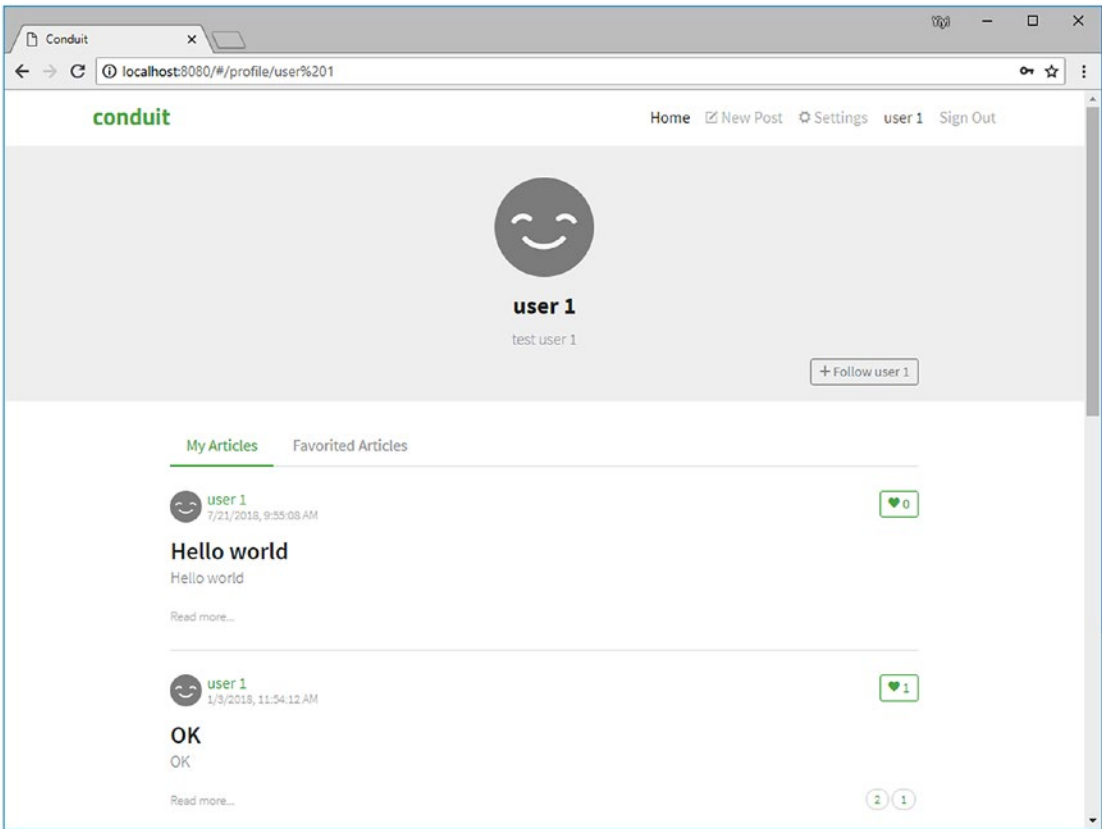 Conduit
localhost:8080/#/profile/user%201
conduit
Home New Post Settings user 1 Sign Out
user 1
test user 1
+ Follow user 1
My Articles Favorited Articles
user 1
7/21/2018, 9:55:08 AM
0
Hello world
Hello world
Read more...
user 1
1/3/2018, 11:54:12 AM
1
OK
OK
Read more...
2 1